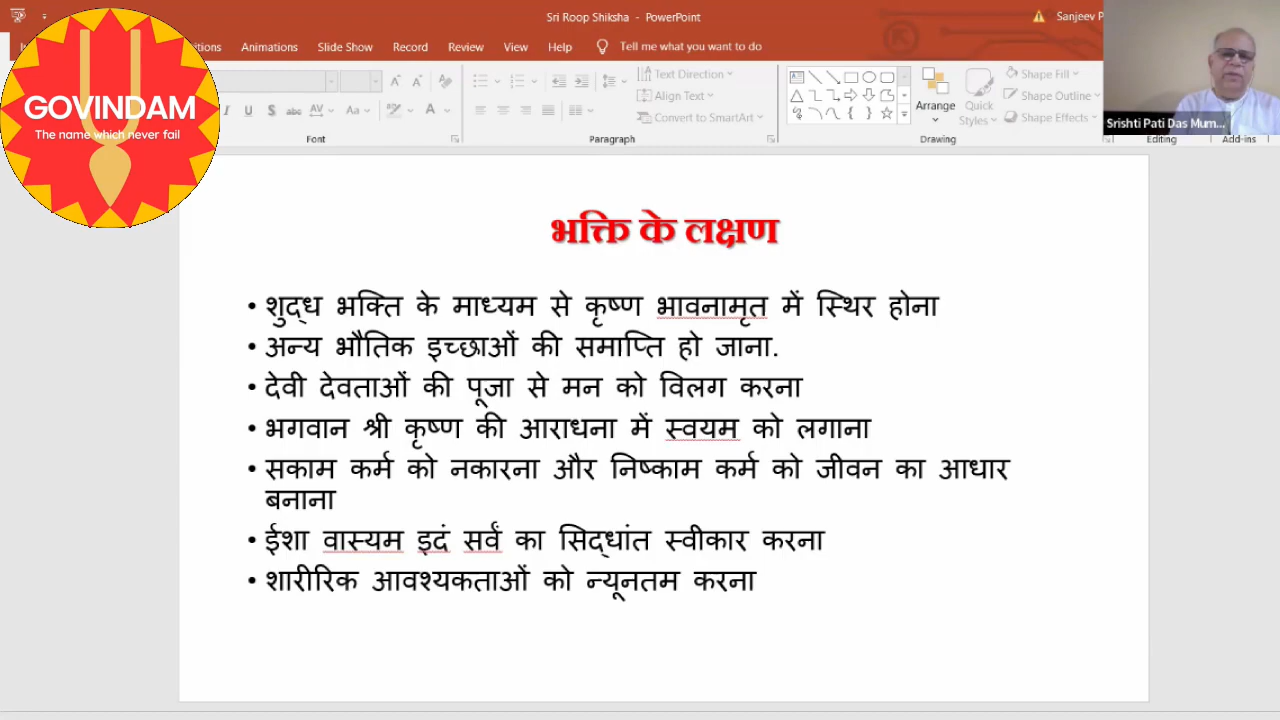 Sri Roop Shiksha - PowerPoint
Sanjeev P
Animations Slide Show Record Review View Help Tell me what you want to do
GOVINDAM
The name which never fail
Text Direction
Align Text
Convert to SmartArt
Arrange
Quick Styles
Shape Fill
Shape Outline
Shape Effects
Srishti Pati Das Mum...
Font Paragraph Drawing Editing Add-ins
भक्ति के लक्षण
• शुद्ध भक्ति के माध्यम से कृष्ण भावनामृत में स्थिर होना
• अन्य भौतिक इच्छाओं की समाप्ति हो जाना.
• देवी देवताओं की पूजा से मन को विलग करना
• भगवान श्री कृष्ण की आराधना में स्वयम को लगाना
• सकाम कर्म को नकारना और निष्काम कर्म को जीवन का आधार
बनाना
• ईशा वास्यम इदं सर्वं का सिद्धांत स्वीकार करना
• शारीरिक आवश्यकताओं को न्यूनतम करना